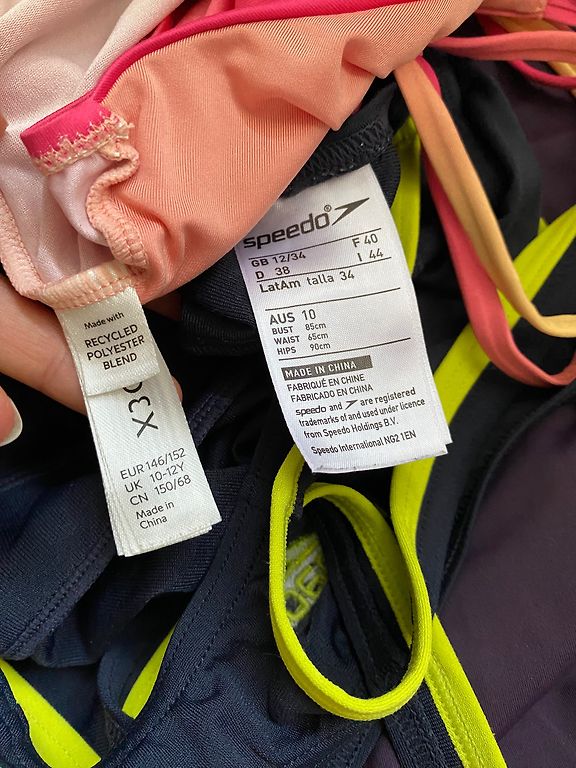 speedo®
GB 12/34 F 40
D 38 I 44
LatAm talla 34
AUS 10
BUST 85cm
WAIST 65cm
HIPS 90cm
MADE IN CHINA
FABRIQUÉ EN CHINE
FABRICADO EN CHINA
speedo and are registered
trademarks of and used under licence
from Speedo Holdings B.V.
Speedo International NG2 1EN
Made with
RECYCLED
POLYESTER
BLEND
EUR 146/152
UK 10-12Y
CN 150/68
Made in
China